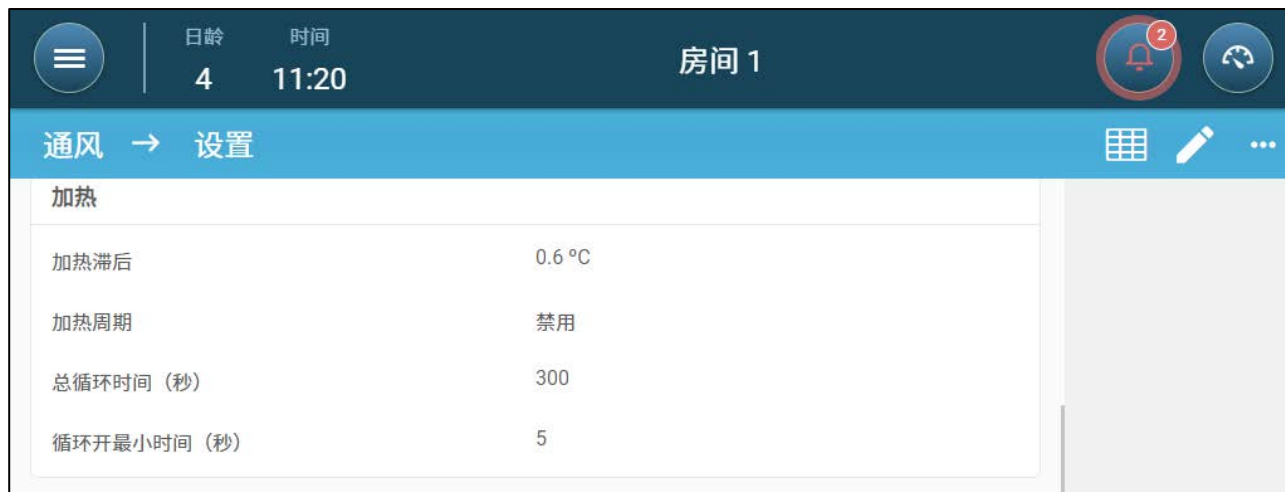 日龄 时间
4 11:20
房间 1
2
通风 → 设置
加热
加热滞后 0.6 ºC
加热周期 禁用
总循环时间（秒） 300
循环开最小时间（秒） 5